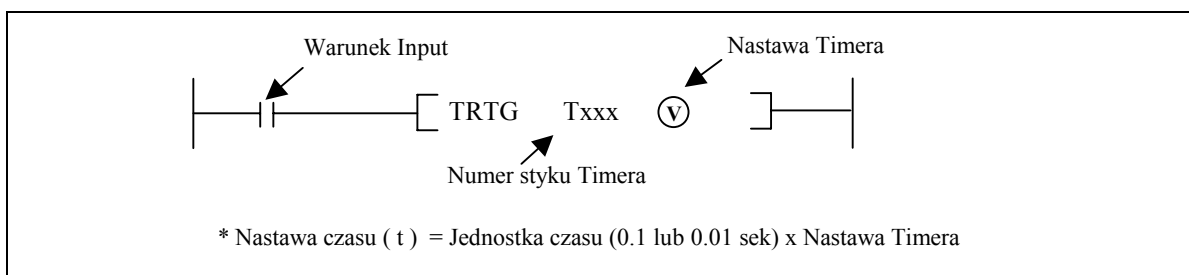 Warunek Input
Nastawa Timera
TRTG Txxx V
Numer styku Timera
* Nastawa czasu ( t ) = Jednostka czasu (0.1 lub 0.01 sek) x Nastawa Timera